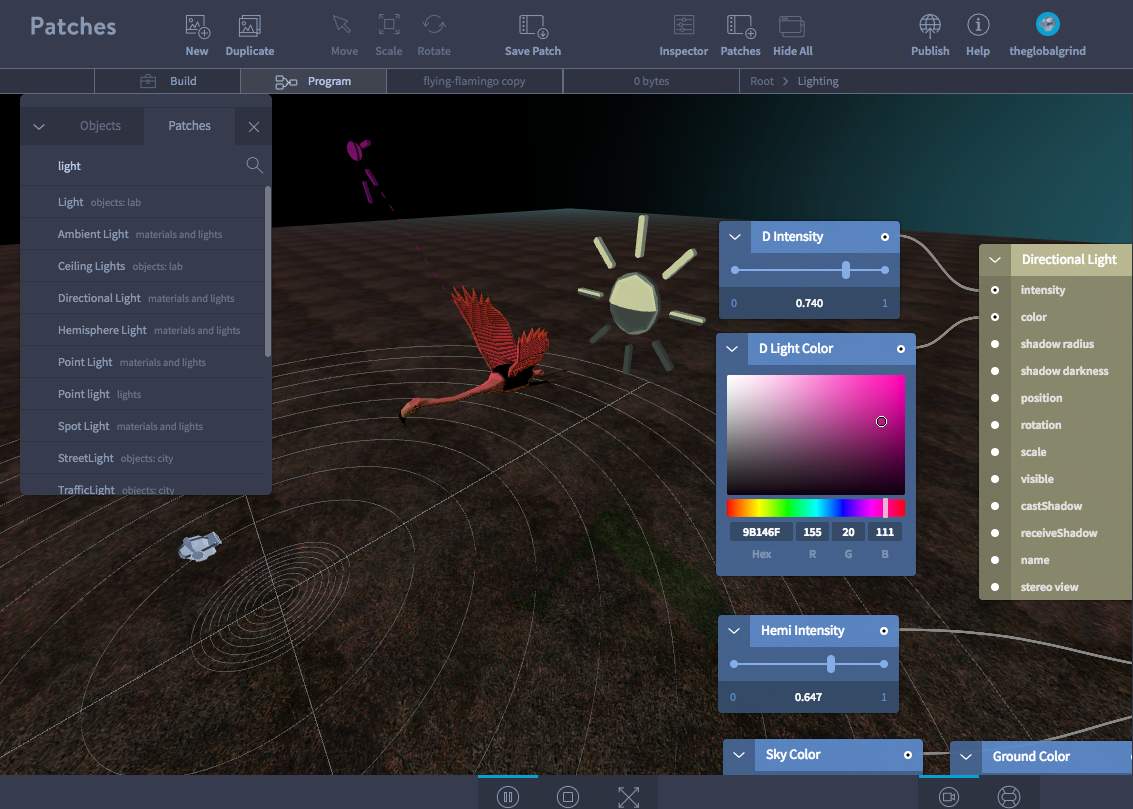 Patches
New
Duplicate
Move
Scale
Rotate
Save Patch
Inspector
Patches
Hide All
Publish
Help
theglobalgrind
Build
Program
flying-flamingo copy
0 bytes
Root > Lighting
Objects
Patches
light
Light objects: lab
Ambient Light materials and lights
Ceiling Lights objects: lab
Directional Light materials and lights
Hemisphere Light materials and lights
Point Light materials and lights
Point light lights
Spot Light materials and lights
StreetLight objects: city
TrafficLight objects: city
D Intensity
0 0.740 1
D Light Color
9B146F 155 20 111
Hex R G B
Hemi Intensity
0 0.647 1
Sky Color
Ground Color
Directional Light
intensity
color
shadow radius
shadow darkness
position
rotation
scale
visible
castShadow
receiveShadow
name
stereo view